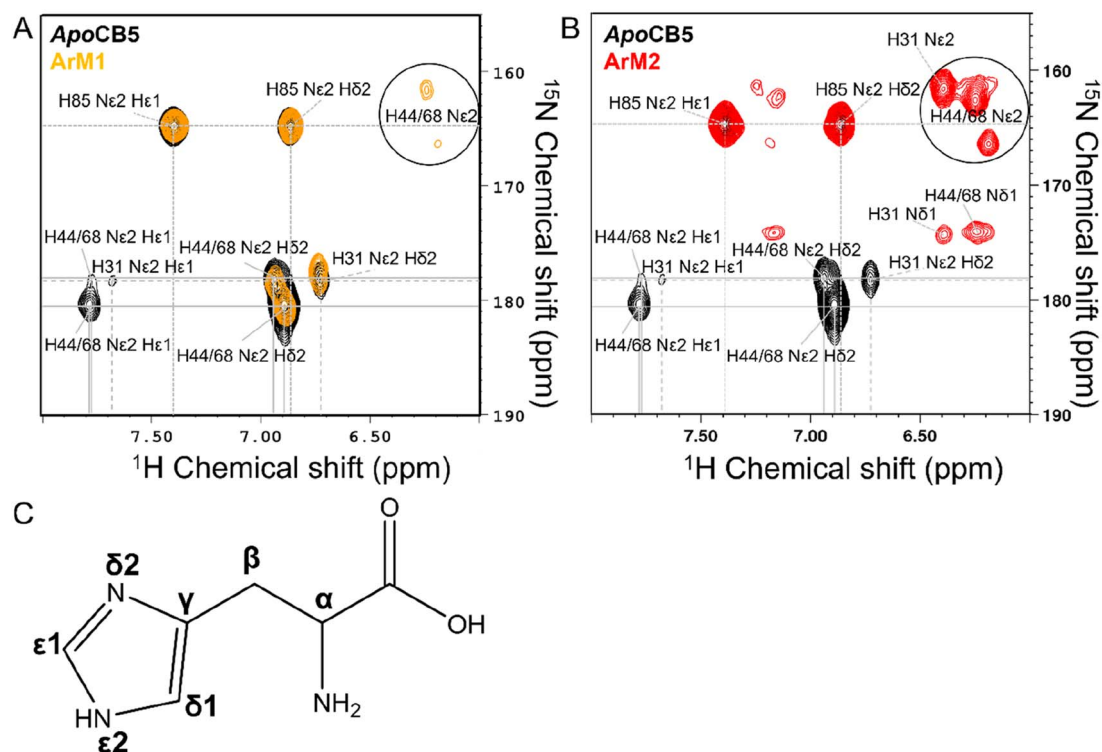 A
ApoCB5
ArM1
H85 Nε2 Hε1
H85 Nε2 Hδ2
H44/68 Nε2
H44/68 Nε2 Hε1
H31 Nε2 Hε1
H44/68 Nε2 Hε1
H44/68 Nε2 Hδ2
H31 Nε2 Hδ2
H44/68 Nε2 Hδ2
160
170
180
190
15N Chemical shift (ppm)
7.50 7.00 6.50
1H Chemical shift (ppm)
B
ApoCB5
ArM2
H31 Nε2
H85 Nε2 Hε1
H85 Nε2 Hδ2
H44/68 Nε2
H44/68 Nδ1
H31 Nδ1
H44/68 Nε2 Hε1
H31 Nε2 Hε1
H44/68 Nε2 Hε1
H44/68 Nε2 Hδ2
H31 Nε2 Hδ2
H44/68 Nε2 Hδ2
160
170
180
190
15N Chemical shift (ppm)
7.50 7.00 6.50
1H Chemical shift (ppm)
C
O
δ2
β
N
γ
α
OH
ε1
HN
δ1
NH2
ε2